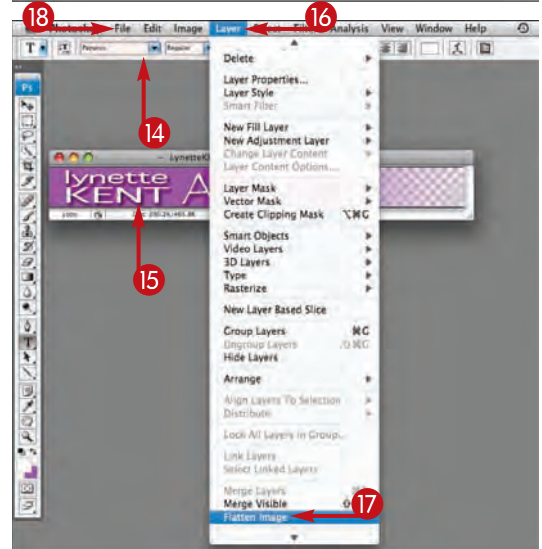 18
16
File Edit Image Layer Analysis View Window Help
T
14
Delete
Ps
Layer Properties...
Layer Style
Smart Filter
New Fill Layer
New Adjustment Layer
Change Layer Content
Layer Content Options...
lynette
KENT A
100%
15
Layer Mask
Vector Mask
Create Clipping Mask ⌥⌘G
Smart Objects
Video Layers
3D Layers
Type
Rasterize
New Layer Based Slice
Group Layers ⌘G
Ungroup Layers ⇧⌘G
Hide Layers
Arrange
Align Layers To Selection
Distribute
Lock All Layers in Group...
Link Layers
Select Linked Layers
Merge Layers
Merge Visible
17
Flatten Image